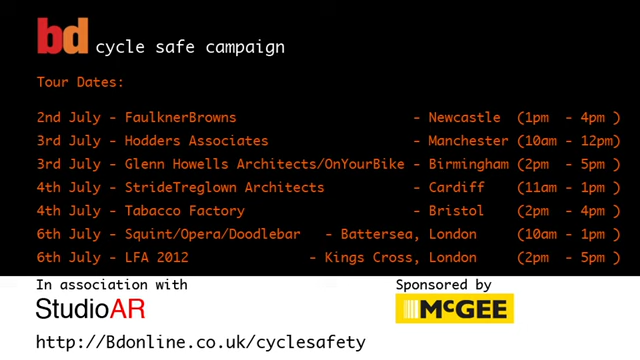 bd cycle safe campaign
Tour Dates:
2nd July - FaulknerBrowns - Newcastle (1pm - 4pm )
3rd July - Hodders Associates - Manchester (10am - 12pm)
3rd July - Glenn Howells Architects/OnYourBike - Birmingham (2pm - 5pm )
4th July - StrideTreglown Architects - Cardiff (11am - 1pm )
4th July - Tabacco Factory - Bristol (2pm - 4pm )
6th July - Squint/Opera/Doodlebar - Battersea, London (10am - 1pm )
6th July - LFA 2012 - Kings Cross, London (2pm - 5pm )
In association with Sponsored by
StudioAR McGEE
http://Bdonline.co.uk/cyclesafety